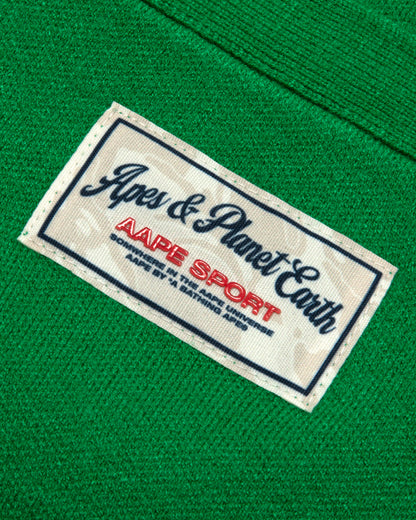 Apes & Planet Earth
AAPE SPORT
SOMEWHERE IN THE AAPE UNIVERSE
AAPE BY *A BATHING APE®